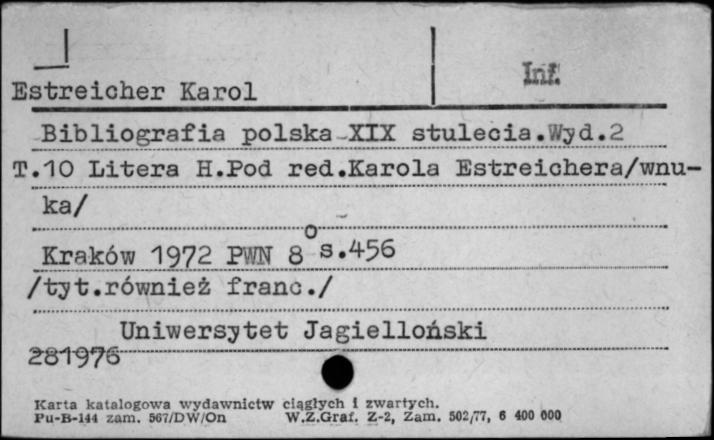 Inf.
Estreicher Karol
Bibliografia polska XIX stulecia.Wyd.2
T.10 Litera H.Pod red.Karola Estreichera/wnu-
ka/
Kraków 1972 PWN 8° s.456
/tyt.również franc./
Uniwersytet Jagielloński
281976
Karta katalogowa wydawnictw ciągłych i zwartych.
Pu-B-144 zam. 567/DW/On W.Z.Graf. Z-2, Zam. 502/77, 6 400 000